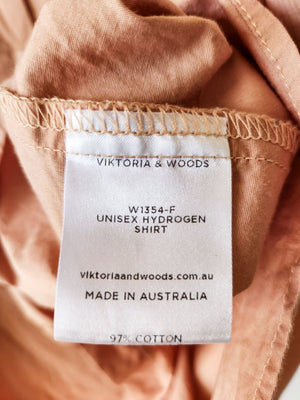 VIKTORIA & WOODS
W1354-F
UNISEX HYDROGEN
SHIRT
viktoriaandwoods.com.au
MADE IN AUSTRALIA
97% COTTON